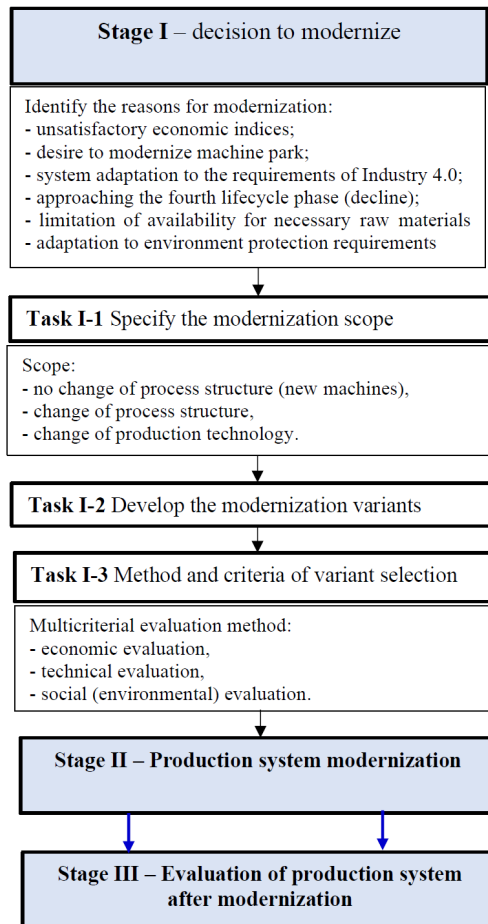 Stage I – decision to modernize
Identify the reasons for modernization:
- unsatisfactory economic indices;
- desire to modernize machine park;
- system adaptation to the requirements of Industry 4.0;
- approaching the fourth lifecycle phase (decline);
- limitation of availability for necessary raw materials
- adaptation to environment protection requirements
Task I-1 Specify the modernization scope
Scope:
- no change of process structure (new machines),
- change of process structure,
- change of production technology.
Task I-2 Develop the modernization variants
Task I-3 Method and criteria of variant selection
Multicriterial evaluation method:
- economic evaluation,
- technical evaluation,
- social (environmental) evaluation.
Stage II – Production system modernization
Stage III – Evaluation of production system
after modernization